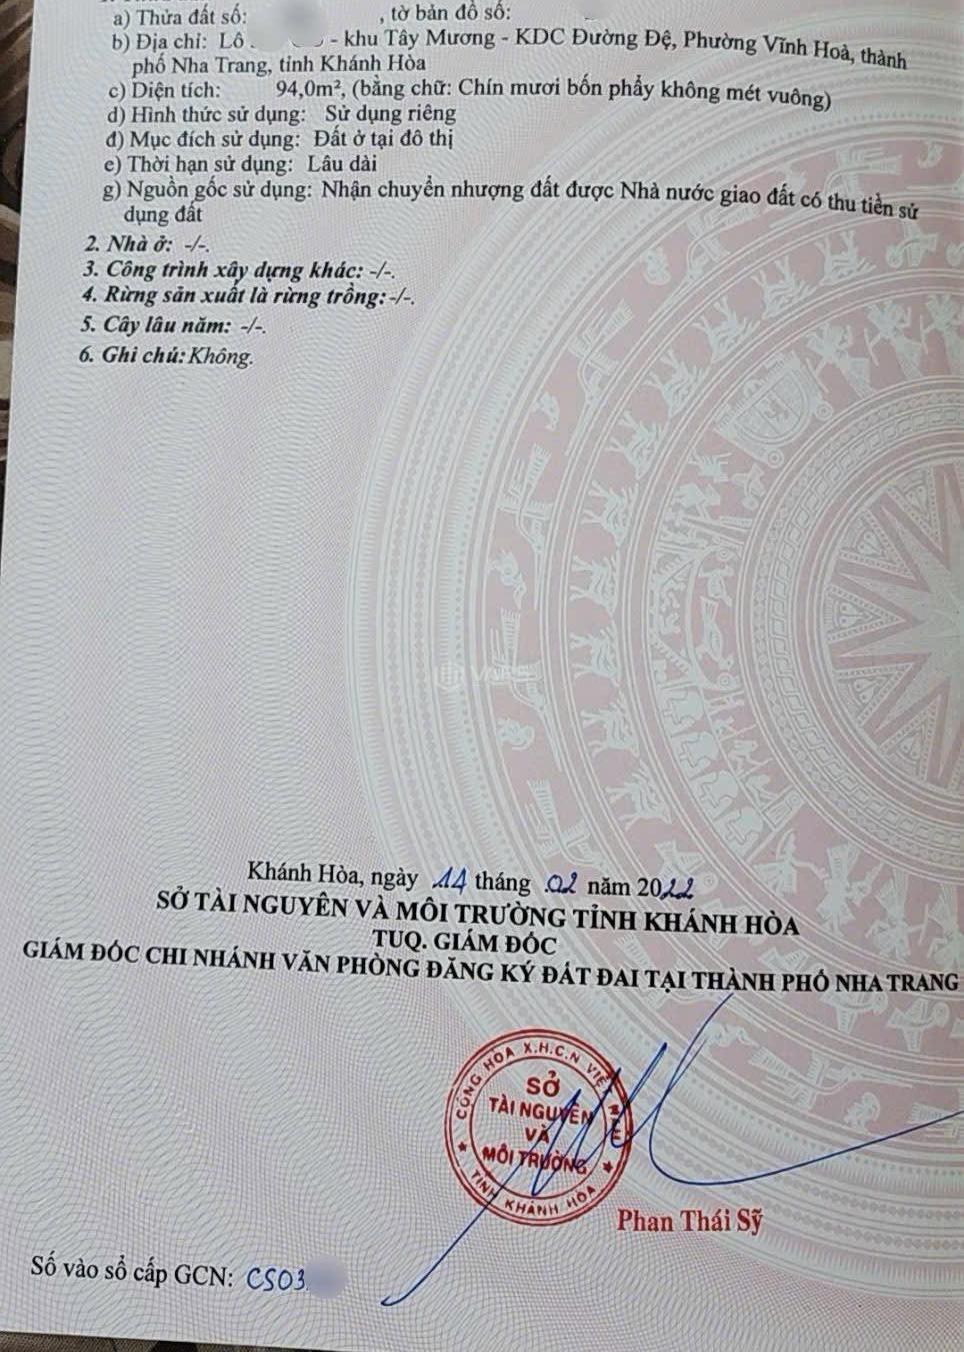 a) Thửa đất số: , tờ bản đồ số:
b) Địa chỉ: Lô - khu Tây Mương - KDC Đường Đệ, Phường Vĩnh Hoà, thành
phố Nha Trang, tỉnh Khánh Hòa
c) Diện tích: 94,0m², (bằng chữ: Chín mươi bốn phẩy không mét vuông)
d) Hình thức sử dụng: Sử dụng riêng
đ) Mục đích sử dụng: Đất ở tại đô thị
e) Thời hạn sử dụng: Lâu dài
g) Nguồn gốc sử dụng: Nhận chuyển nhượng đất được Nhà nước giao đất có thu tiền sử
dụng đất
2. Nhà ở: -/-.
3. Công trình xây dựng khác: -/-.
4. Rừng sản xuất là rừng trồng: -/-.
5. Cây lâu năm: -/-.
6. Ghi chú: Không.
VARS
Khánh Hòa, ngày 14 tháng .02 năm 2022
SỞ TÀI NGUYÊN VÀ MÔI TRƯỜNG TỈNH KHÁNH HÒA
TUQ. GIÁM ĐỐC
GIÁM ĐỐC CHI NHÁNH VĂN PHÒNG ĐĂNG KÝ ĐẤT ĐAI TẠI THÀNH PHỐ NHA TRANG
CỘNG HÒA X.H.C.N VIỆT NAM
SỞ
TÀI NGUYÊN
VÀ
MÔI TRƯỜNG
TỈNH KHÁNH HÒA
Phan Thái Sỹ
Số vào sổ cấp GCN: CS03